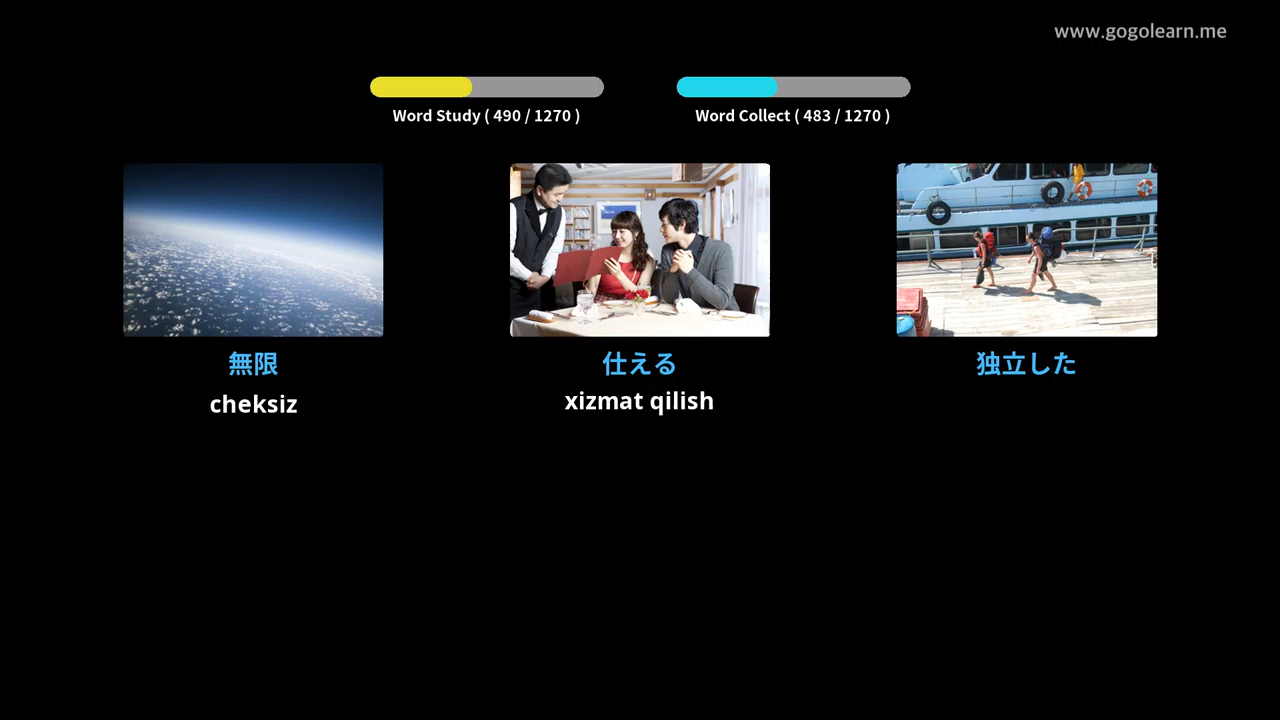 www.gogolearn.me
Word Study ( 490 / 1270 )
Word Collect ( 483 / 1270 )
無限
cheksiz
仕える
xizmat qilish
独立した